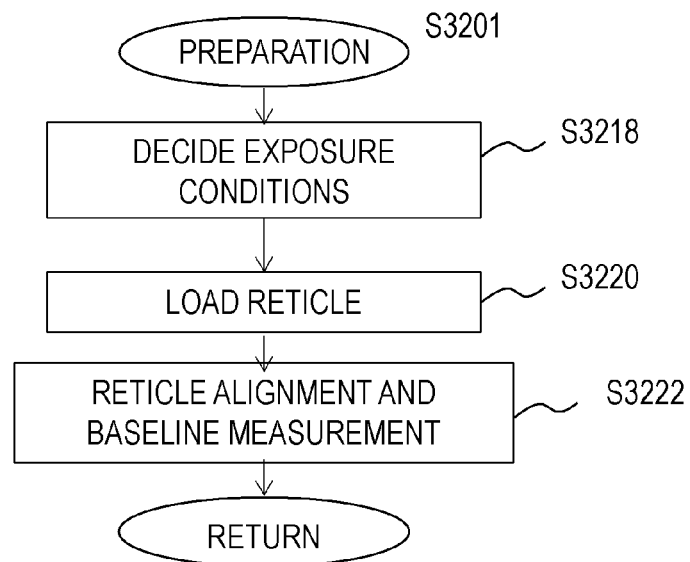 PREPARATION
S3201
DECIDE EXPOSURE
CONDITIONS
S3218
LOAD RETICLE
S3220
RETICLE ALIGNMENT AND
BASELINE MEASUREMENT
S3222
RETURN